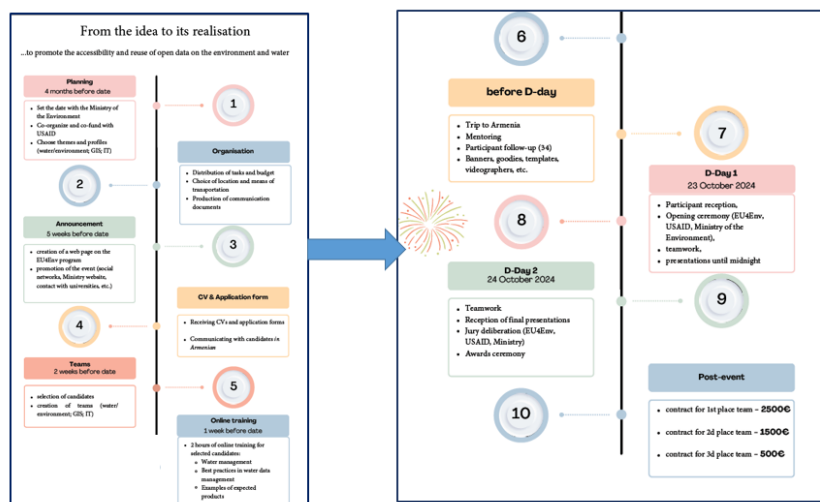 From the idea to its realisation
...to promote the accessibility and reuse of open data on the environment and water
Planning
4 months before date
1
• Set the date with the Ministry of
the Environment
• Co-organize and co-fund with
USAID
• Choose themes and profiles
(water/environment; GIS; IT)
Organisation
2
• Distribution of tasks and budget
• Choice of location and means of
transportation
• Production of communication
documents
Announcement
5 weeks before date
3
• creation of a web page on the
EU4Env program
• promotion of the event (social
networks, Ministry website,
contact with universities, etc.)
CV & Application form
4
• Receiving CVs and application forms
• Communicating with candidates in
Armenian
Teams
2 weeks before date
5
• selection of candidates
• creation of teams (water/
environment; GIS; IT)
Online training
1 week before date
• 2 hours of online training for
selected candidates:
Water management
Best practices in water data
management
Examples of expected
products
6
before D-day
7
• Trip to Armenia
• Mentoring
• Participant follow-up (34)
• Banners, goodies, templates,
videographers, etc.
D-Day 1
23 October 2024
8
• Participant reception,
• Opening ceremony (EU4Env,
USAID, Ministry of the
Environment),
• teamwork,
• presentations until midnight
D-Day 2
24 October 2024
9
• Teamwork
• Reception of final presentations
• Jury deliberation (EU4Env,
USAID, Ministry)
• Awards ceremony
Post-event
10
• contract for 1st place team - 2500€
• contract for 2d place team - 1500€
• contract for 3d place team - 500€